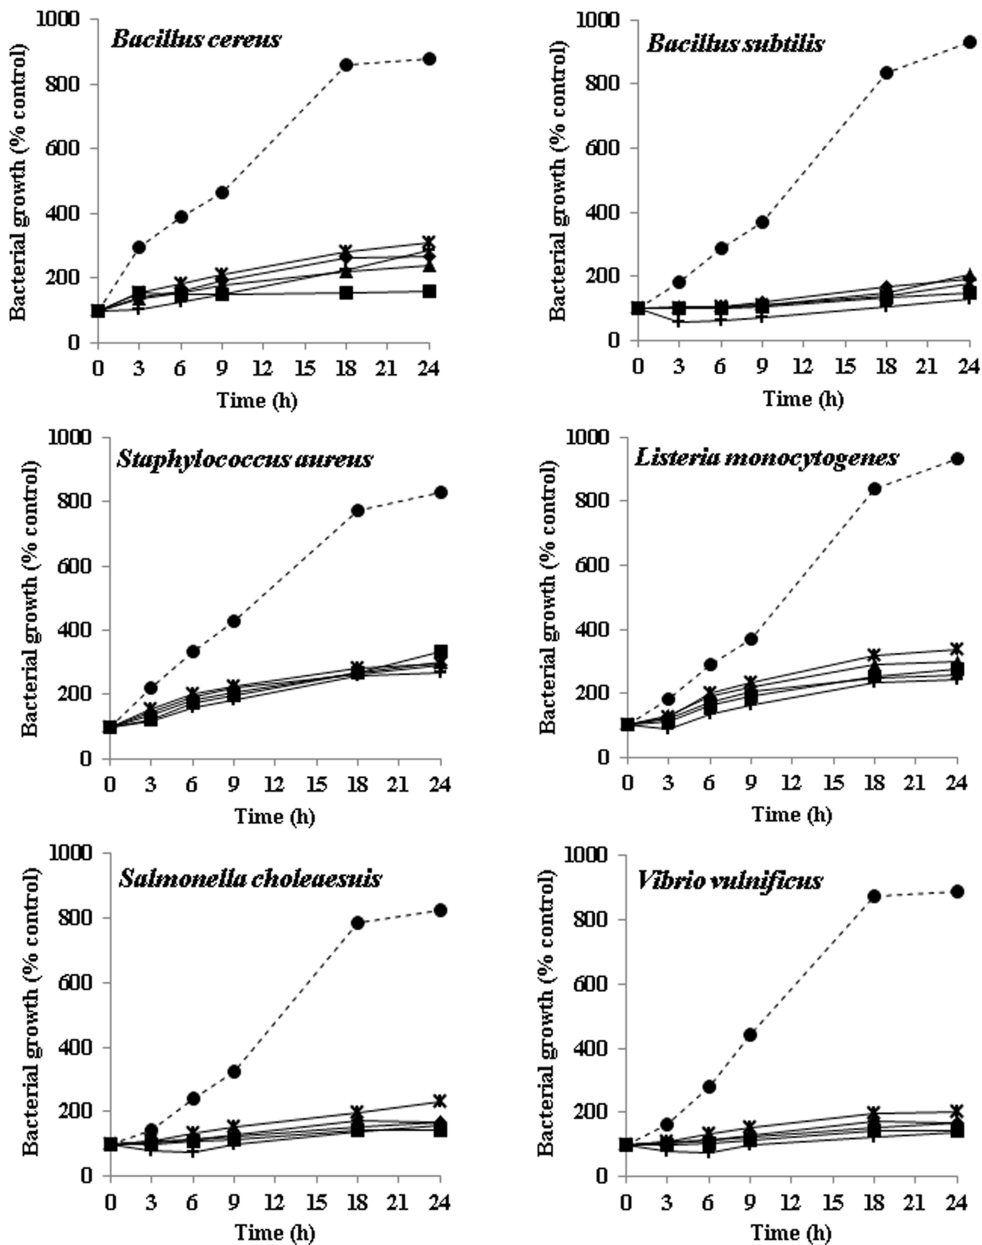 Bacillus cereus
Bacterial growth (% control)
1000
800
600
400
200
0
0 3 6 9 12 15 18 21 24
Time (h)
Bacillus subtilis
Bacterial growth (% control)
1000
800
600
400
200
0
0 3 6 9 12 15 18 21 24
Time (h)
Staphylococcus aureus
Bacterial growth (% control)
1000
800
600
400
200
0
0 3 6 9 12 15 18 21 24
Time (h)
Listeria monocytogenes
Bacterial growth (% control)
1000
800
600
400
200
0
0 3 6 9 12 15 18 21 24
Time (h)
Salmonella choleaesuis
Bacterial growth (% control)
1000
800
600
400
200
0
0 3 6 9 12 15 18 21 24
Time (h)
Vibrio vulnificus
Bacterial growth (% control)
1000
800
600
400
200
0
0 3 6 9 12 15 18 21 24
Time (h)